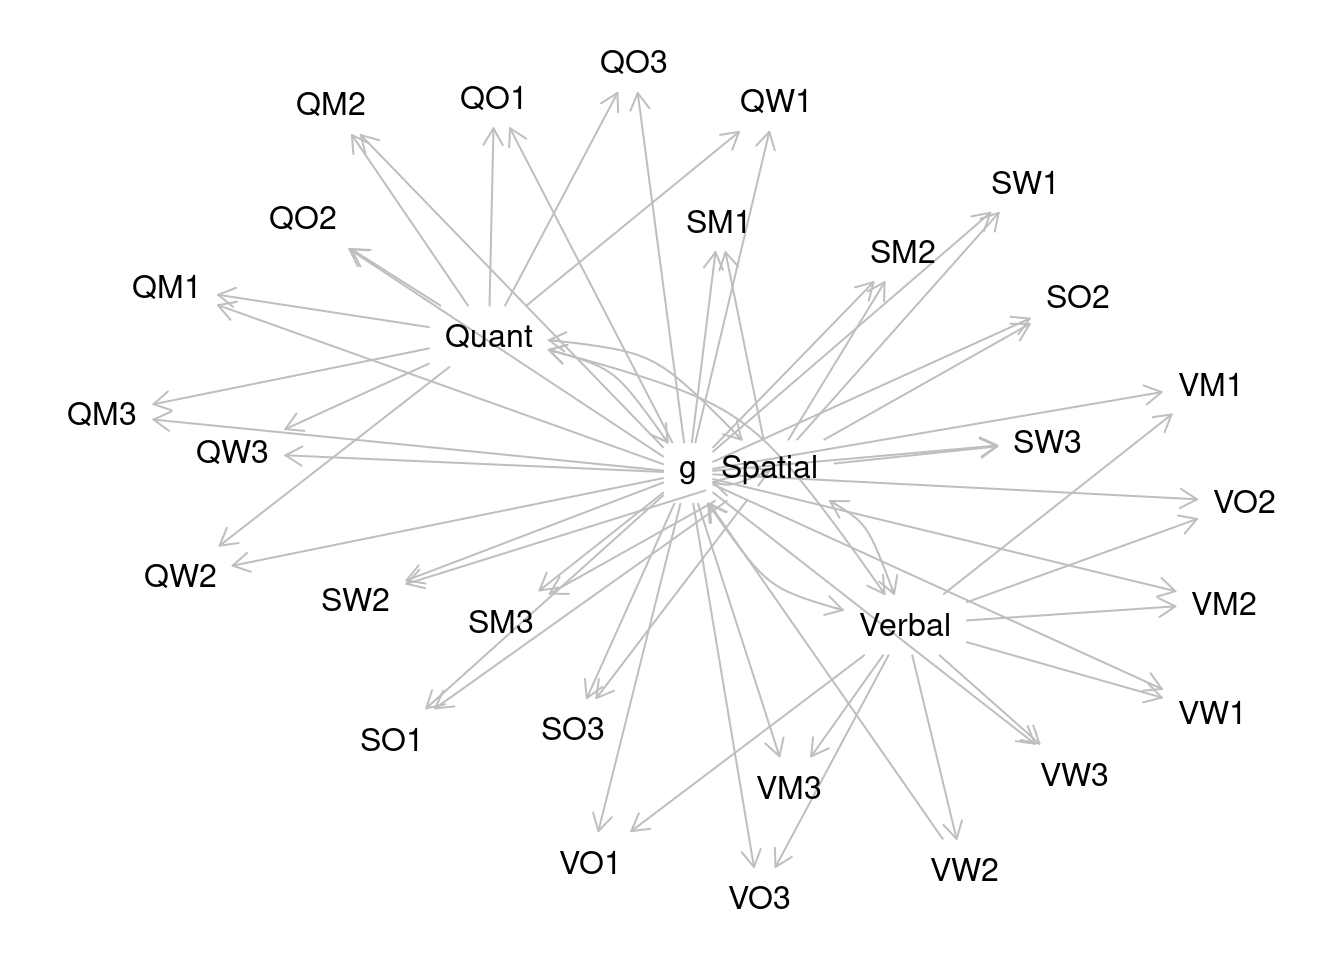 QO3
QM2
QO1
QW1
SW1
QO2
SM1
SM2
QM1
SO2
Quant
VM1
QM3
QW3
SW3
g
Spatial
VO2
QW2
SW2
VM2
SM3
Verbal
VW1
SO3
SO1
VW3
VM3
VO1
VW2
VO3